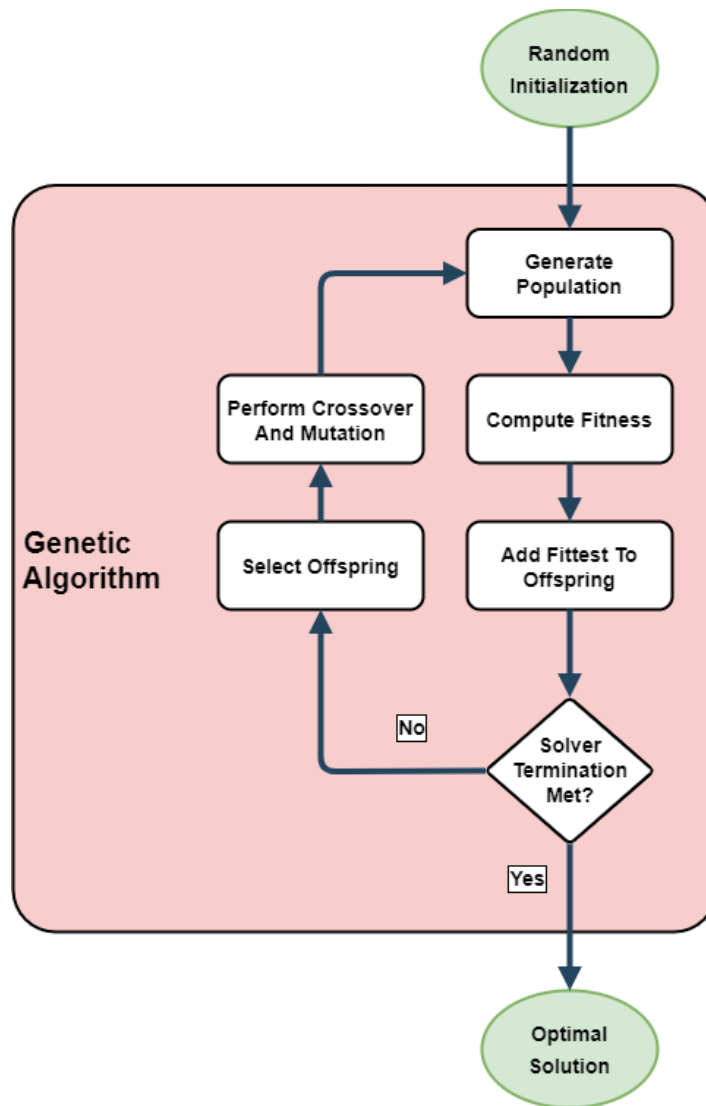 Random
Initialization
Generate
Population
Perform Crossover
And Mutation
Compute Fitness
Genetic
Algorithm
Select Offspring
Add Fittest To
Offspring
No
Solver
Termination
Met?
Yes
Optimal
Solution